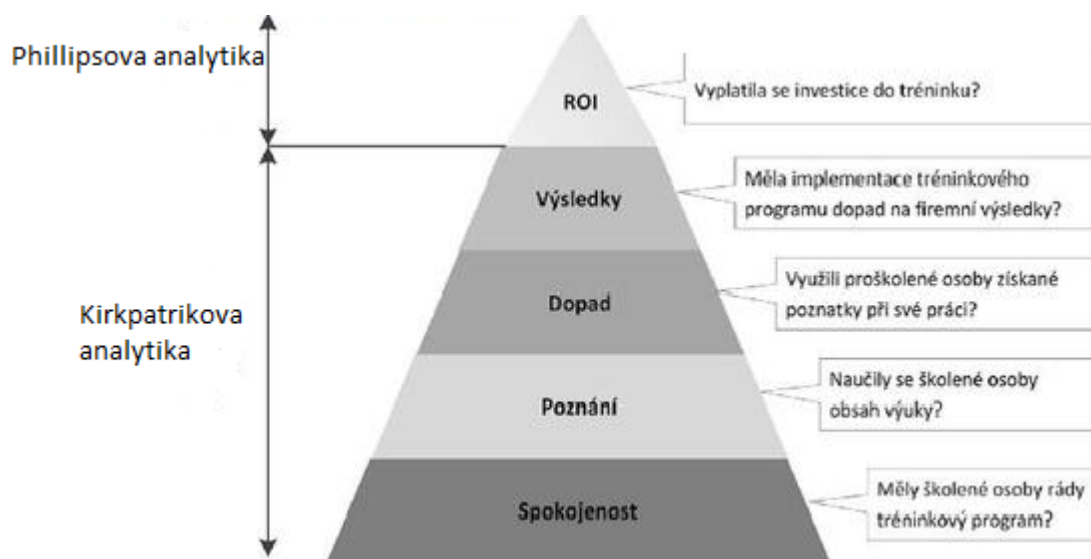 Phillipsova analytika
ROI
Vyplatila se investice do tréninku?
Výsledky
Měla implementace tréninkového
programu dopad na firemní výsledky?
Kirkpatrikova
analytika
Dopad
Využili proškolené osoby získané
poznatky při své práci?
Poznání
Naučily se školené osoby
obsah výuky?
Spokojenost
Měly školené osoby rády
tréninkový program?